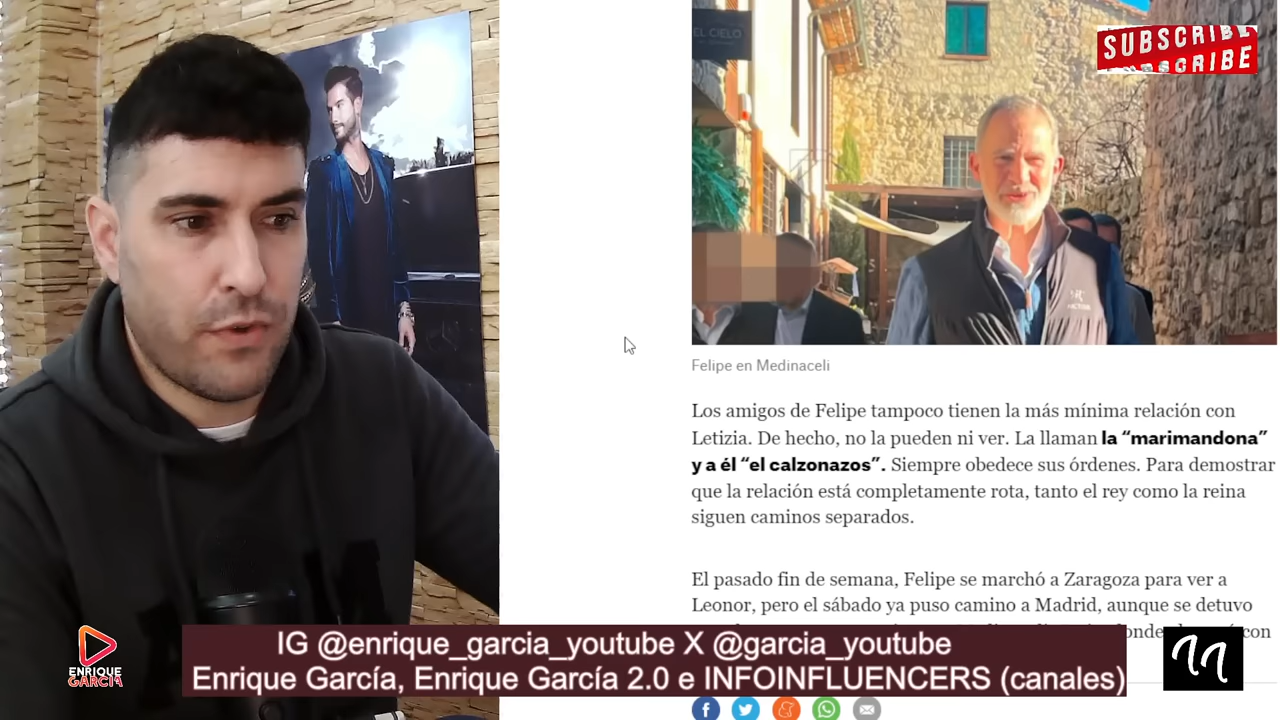 EL CIELO
SUBSCRIBE
SUBSCRIBE
Felipe en Medinaceli
Los amigos de Felipe tampoco tienen la más mínima relación con
Letizia. De hecho, no la pueden ni ver. La llaman la “marimandona”
y a él “el calzonazos”. Siempre obedece sus órdenes. Para demostrar
que la relación está completamente rota, tanto el rey como la reina
siguen caminos separados.
El pasado fin de semana, Felipe se marchó a Zaragoza para ver a
Leonor, pero el sábado ya puso camino a Madrid, aunque se detuvo
con
IG @enrique_garcia_youtube X @garcia_youtube
Enrique García, Enrique García 2.0 e INFOINFLUENCERS (canales)
ENRIQUE
GARCÍA